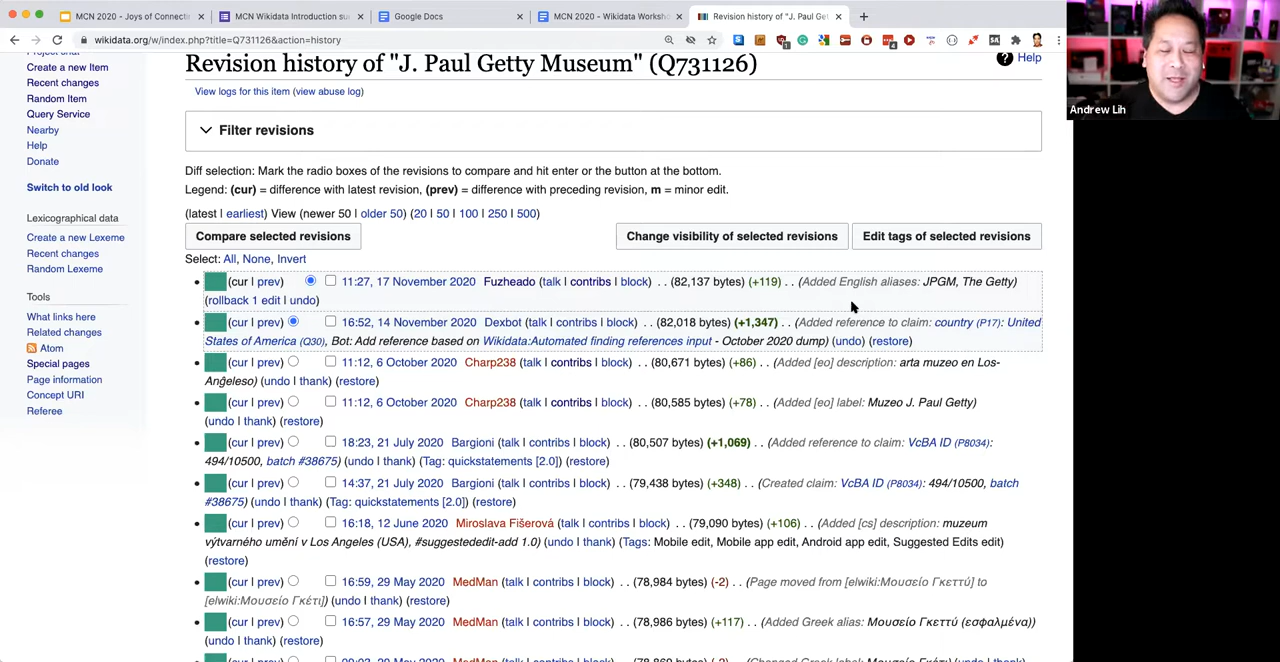 MCN 2020 - Joys of Connectin
MCN Wikidata Introduction su
Google Docs
MCN 2020 - Wikidata Worksh
Revision history of "J. Paul Get
wikidata.org/w/index.php?title=Q731126&action=history
Create a new Item
Recent changes
Random Item
Query Service
Nearby
Help
Donate
Switch to old look
Lexicographical data
Create a new Lexeme
Recent changes
Random Lexeme
Tools
What links here
Related changes
Atom
Special pages
Page information
Concept URI
Referee
Revision history of "J. Paul Getty Museum" (Q731126)
Help
View logs for this item (view abuse log)
Filter revisions
Diff selection: Mark the radio boxes of the revisions to compare and hit enter or the button at the bottom.
Legend: (cur) = difference with latest revision, (prev) = difference with preceding revision, m = minor edit.
(latest | earliest) View (newer 50 | older 50) (20 | 50 | 100 | 250 | 500)
Compare selected revisions
Change visibility of selected revisions
Edit tags of selected revisions
Select: All, None, Invert
(cur | prev) 11:27, 17 November 2020 Fuzheado (talk | contribs | block) . . (82,137 bytes) (+119) . . (Added English aliases: JPGM, The Getty)
(rollback 1 edit | undo)
(cur | prev) 16:52, 14 November 2020 Dexbot (talk | contribs | block) . . (82,018 bytes) (+1,347) . . (Added reference to claim: country (P17): United
States of America (Q30), Bot: Add reference based on Wikidata:Automated finding references input - October 2020 dump) (undo) (restore)
(cur | prev) 11:12, 6 October 2020 Charp238 (talk | contribs | block) . . (80,671 bytes) (+86) . . (Added [eo] description: arta muzeo en Los-
Anĝeleso) (undo | thank) (restore)
(cur | prev) 11:12, 6 October 2020 Charp238 (talk | contribs | block) . . (80,585 bytes) (+78) . . (Added [eo] label: Muzeo J. Paul Getty)
(undo | thank) (restore)
(cur | prev) 18:23, 21 July 2020 Bargioni (talk | contribs | block) . . (80,507 bytes) (+1,069) . . (Added reference to claim: VcBA ID (P8034):
494/10500, batch #38675) (undo | thank) (Tag: quickstatements [2.0]) (restore)
(cur | prev) 14:37, 21 July 2020 Bargioni (talk | contribs | block) . . (79,438 bytes) (+348) . . (Created claim: VcBA ID (P8034): 494/10500, batch
#38675) (undo | thank) (Tag: quickstatements [2.0]) (restore)
(cur | prev) 16:18, 12 June 2020 Miroslava Fišerová (talk | contribs | block) . . (79,090 bytes) (+106) . . (Added [cs] description: muzeum
výtvarného umění v Los Angeles (USA), #suggestededit-add 1.0) (undo | thank) (Tags: Mobile edit, Mobile app edit, Android app edit, Suggested Edits edit)
(restore)
(cur | prev) 16:59, 29 May 2020 MedMan (talk | contribs | block) . . (78,984 bytes) (-2) . . (Page moved from [elwiki:Μουσείο Γκεττύ] to
[elwiki:Μουσείο Γκέτι]) (undo | thank) (restore)
(cur | prev) 16:57, 29 May 2020 MedMan (talk | contribs | block) . . (78,986 bytes) (+117) . . (Added Greek alias: Μουσείο Γκεττύ (εσφαλμένα))
(undo | thank) (restore)
Andrew Lih